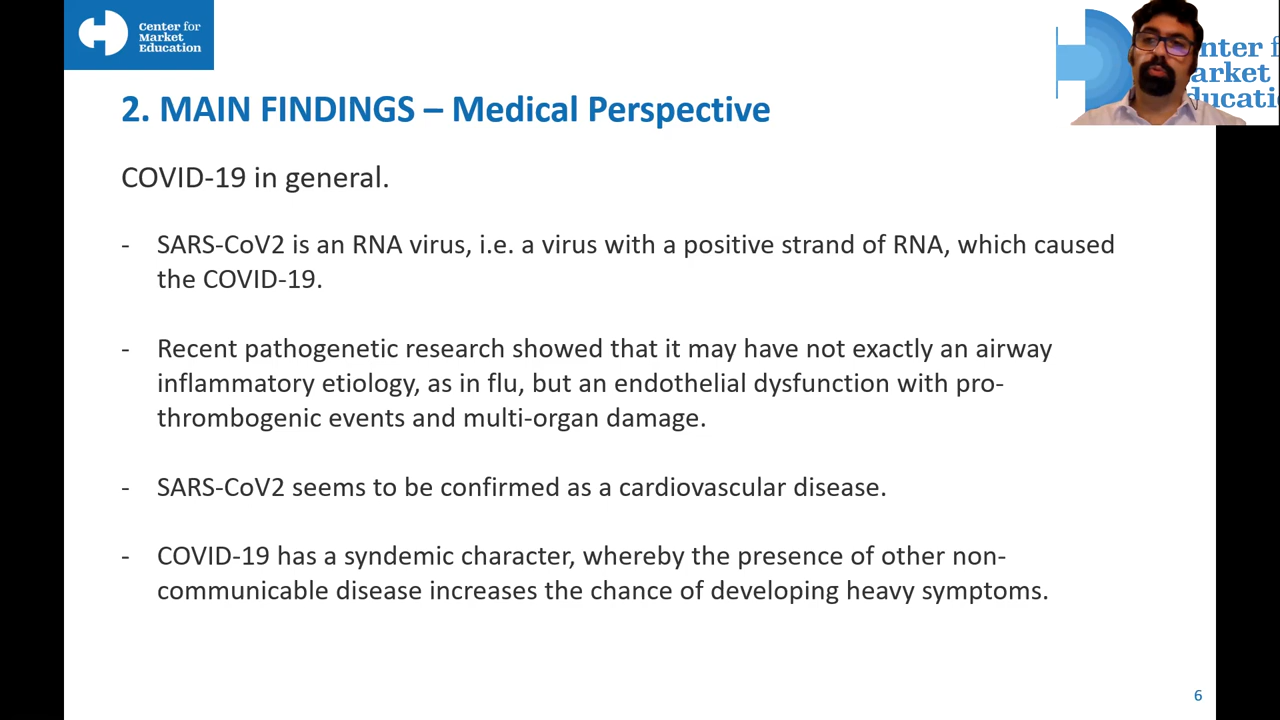 Center for
Market
Education
nter f
arket
ducati
2. MAIN FINDINGS – Medical Perspective
COVID-19 in general.
- SARS-CoV2 is an RNA virus, i.e. a virus with a positive strand of RNA, which caused
the COVID-19.
- Recent pathogenetic research showed that it may have not exactly an airway
inflammatory etiology, as in flu, but an endothelial dysfunction with pro-
thrombogenic events and multi-organ damage.
- SARS-CoV2 seems to be confirmed as a cardiovascular disease.
- COVID-19 has a syndemic character, whereby the presence of other non-
communicable disease increases the chance of developing heavy symptoms.
6